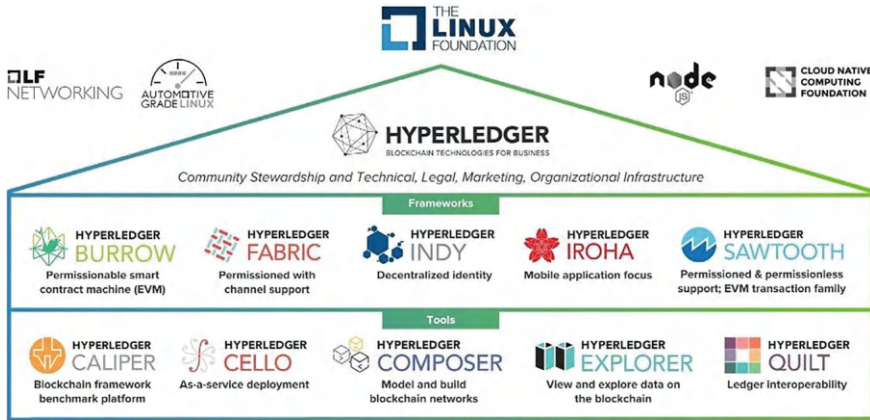 THE
LINUX
FOUNDATION
LF
NETWORKING
AUTOMOTIVE
GRADE LINUX
node
JS
CLOUD NATIVE
COMPUTING
FOUNDATION
HYPERLEDGER
BLOCKCHAIN TECHNOLOGIES FOR BUSINESS
Community Stewardship and Technical, Legal, Marketing, Organizational Infrastructure
Frameworks
HYPERLEDGER
BURROW
Permissionable smart
contract machine (EVM)
HYPERLEDGER
FABRIC
Permissioned with
channel support
HYPERLEDGER
INDY
Decentralized identity
HYPERLEDGER
IROHA
Mobile application focus
HYPERLEDGER
SAWTOOTH
Permissioned & permissionless
support; EVM transaction family
Tools
HYPERLEDGER
CALIPER
Blockchain framework
benchmark platform
HYPERLEDGER
CELLO
As-a-service deployment
HYPERLEDGER
COMPOSER
Model and build
blockchain networks
HYPERLEDGER
EXPLORER
View and explore data on
the blockchain
HYPERLEDGER
QUILT
Ledger interoperability